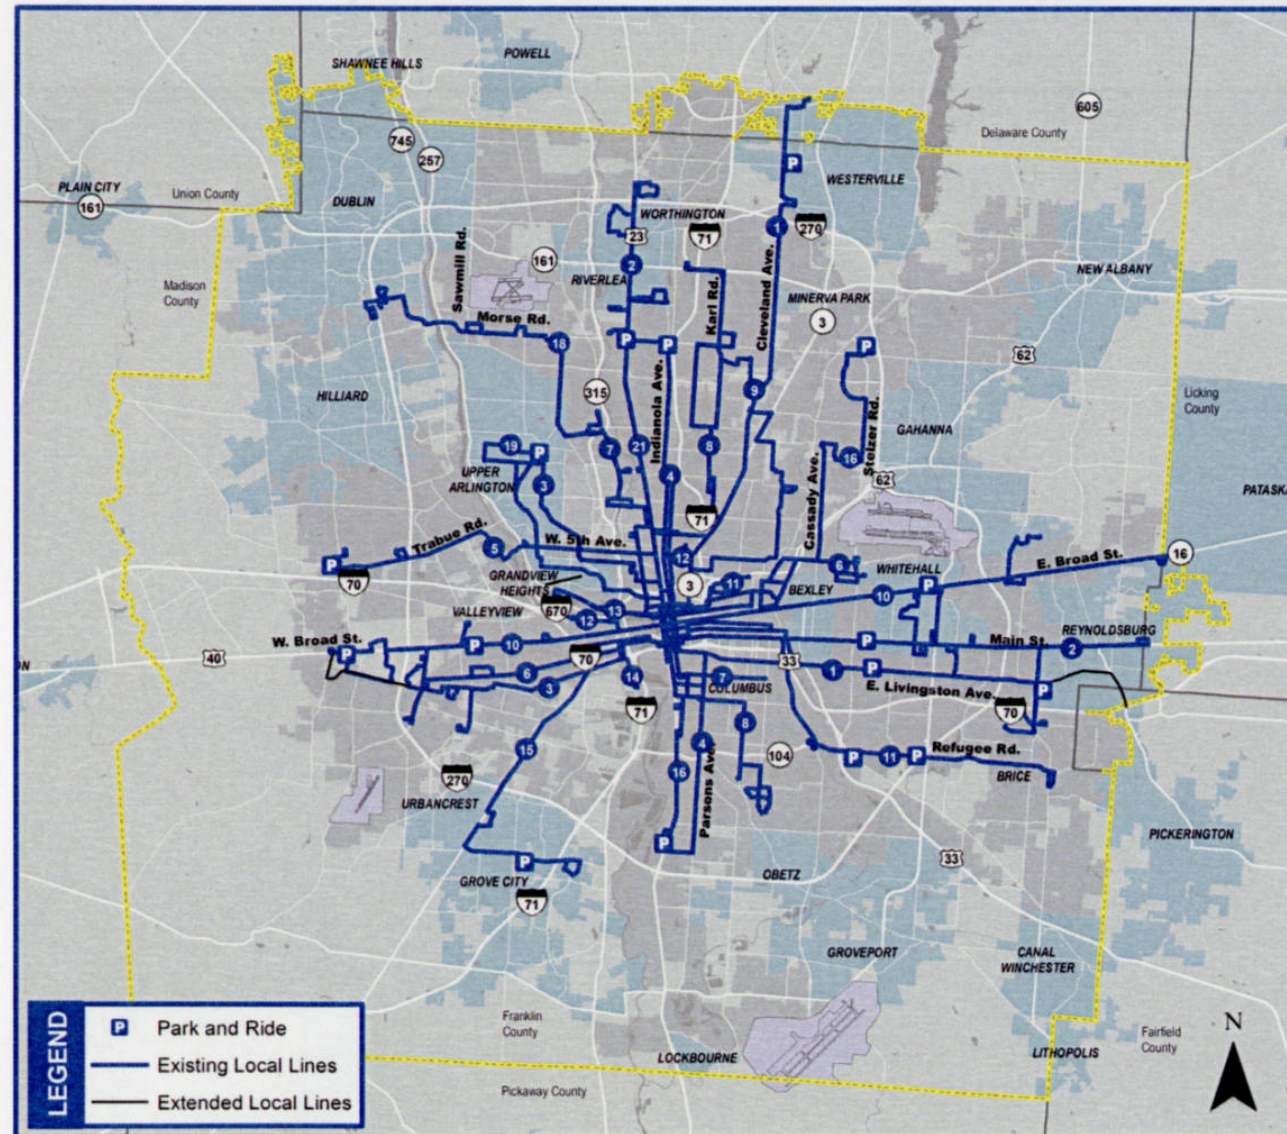 POWELL
SHAWNEE HILLS
605
Delaware County
745
257
WESTERVILLE
PLAIN CITY
161
Union County
DUBLIN
WORTHINGTON
23
71
1
270
Sawmill Rd.
161
2
RIVERLEA
Karl Rd.
Cleveland Ave.
NEW ALBANY
Madison
County
MINERVA PARK
3
Morse Rd.
18
62
HILLIARD
315
Indianola Ave.
9
Licking
County
Stelzer Rd.
GAHANNA
19
7
21
8
16
UPPER
ARLINGTON
3
4
Cassady Ave.
62
71
Trabue Rd.
5
W. 5th Ave.
12
6
WHITEHALL
E. Broad St.
16
70
GRANDVIEW
HEIGHTS
3
11
BEXLEY
10
670
13
VALLEYVIEW
12
W. Broad St.
10
40
70
33
Main St.
REYNOLDSBURG
2
6
3
14
7
COLUMBUS
1
E. Livingston Ave.
70
71
8
15
4
104
11
Refugee Rd.
16
Parsons Ave.
BRICE
270
URBANCREST
PICKERINGTON
33
GROVE CITY
71
OBETZ
GROVEPORT
CANAL
WINCHESTER
LEGEND
P Park and Ride
Existing Local Lines
Extended Local Lines
Franklin
County
LOCKBOURNE
Pickaway County
LITHOPOLIS
Fairfield
County
N